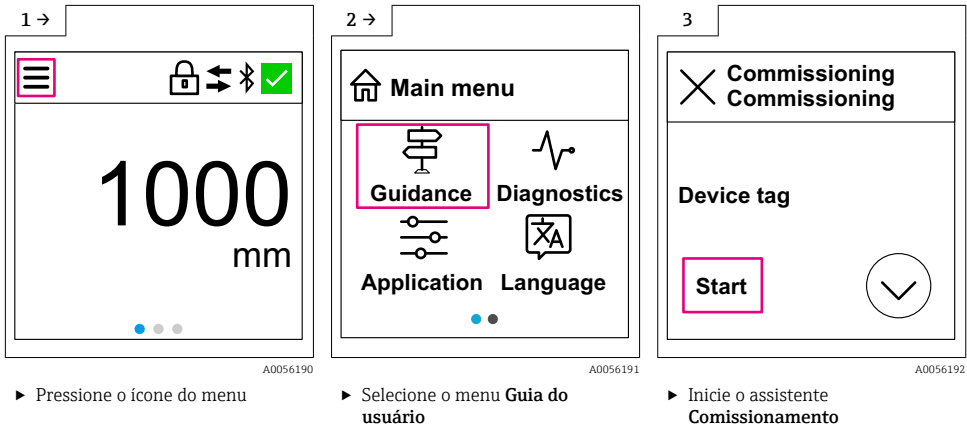 1 →
1000
mm
A0056190
▶ Pressione o ícone do menu
2 →
Main menu
Guidance
Diagnostics
Application
Language
A0056191
▶ Selecione o menu Guia do
usuário
3
Commissioning
Commissioning
Device tag
Start
A0056192
▶ Inicie o assistente
Comissionamento